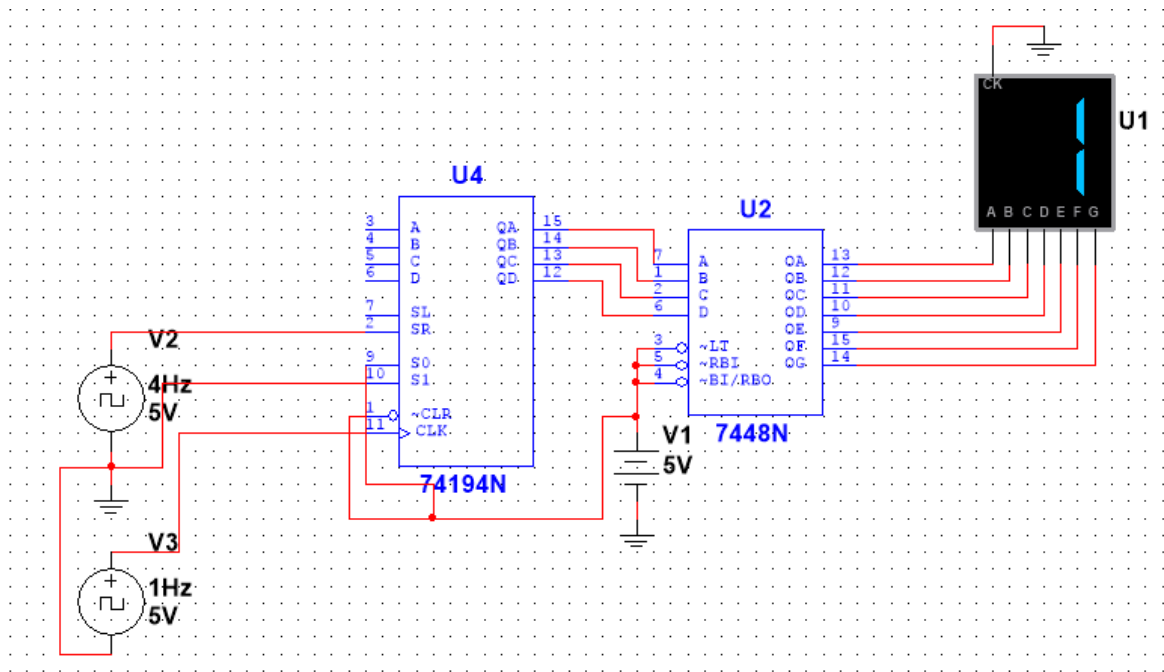 CK
U1
A B C D E F G
U4
3 A QA 15
4 B QB 14
5 C QC 13
6 D QD 12
7 SL
2 SR
9 S0
10 S1
1 ~CLR
11 CLK
74194N
U2
7 A OA 13
1 B OB 12
2 C OC 11
6 D OD 10
OE 9
3 ~LT OF 15
5 ~RBI OG 14
4 ~BI/RBO
7448N
V2
4Hz
5V
V1
5V
V3
1Hz
5V